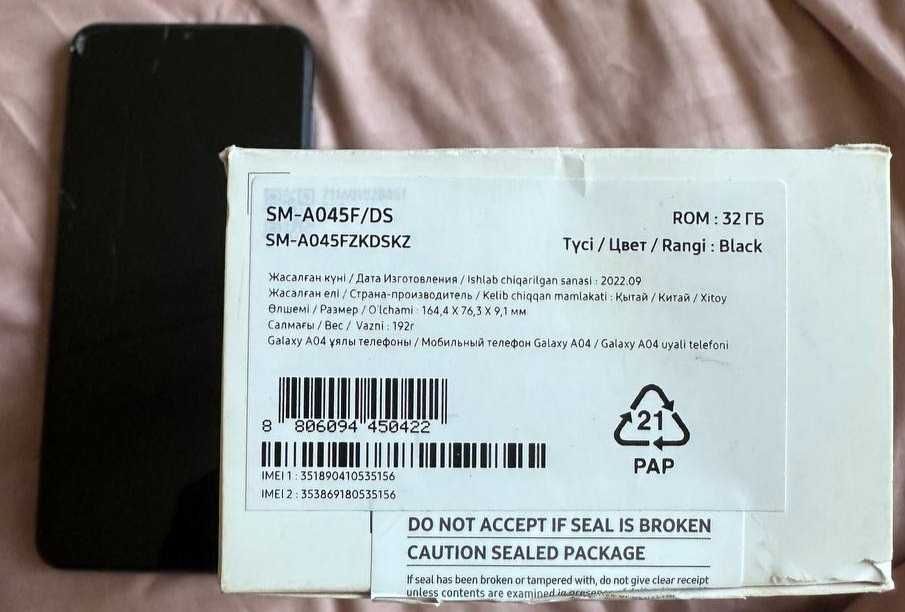 SM-A045F/DS
ROM : 32 ГБ
SM-A045FZKDSKZ
Түсі / Цвет / Rangi : Black
Жасалған күні / Дата Изготовления / Ishlab chiqarilgan sanasi : 2022.09
Жасалған елі / Страна-производитель / Kelib chiqqan mamlakati : Қытай / Китай / Xitoy
Өлшемі / Размер / O'lchami : 164,4 X 76,3 X 9,1 мм
Салмағы / Вес / Vazni : 192г
Galaxy A04 ұялы телефоны / Мобильный телефон Galaxy A04 / Galaxy A04 uyali telefoni
8 806094 450422
21
PAP
IMEI 1 : 351890410535156
IMEI 2 : 353869180535156
DO NOT ACCEPT IF SEAL IS BROKEN
CAUTION SEALED PACKAGE
If seal has been broken or tampered with, do not give clear receipt
unless contents are examined in